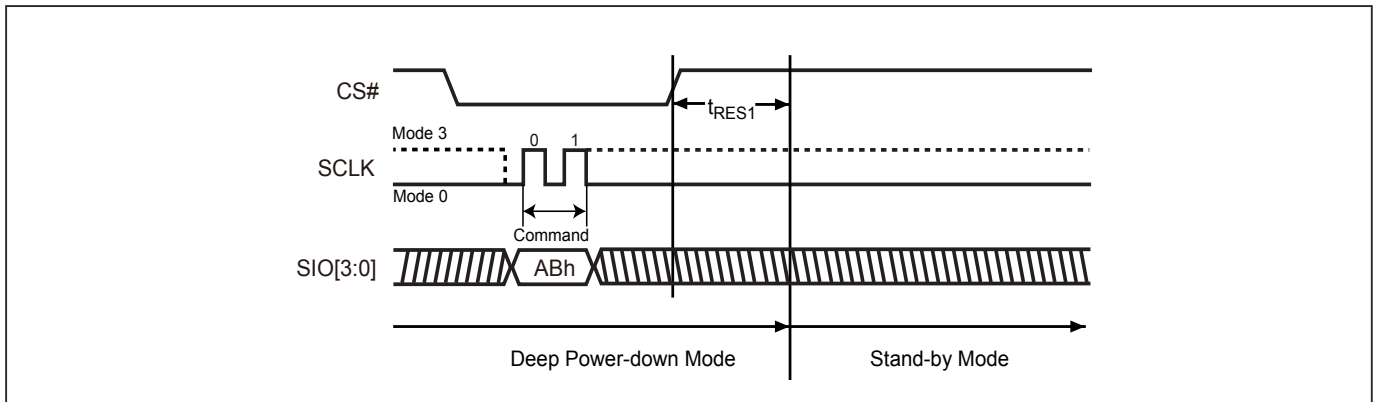 CS#
tRES1
Mode 3
0 1
SCLK
Mode 0
Command
SIO[3:0]
ABh
Deep Power-down Mode
Stand-by Mode